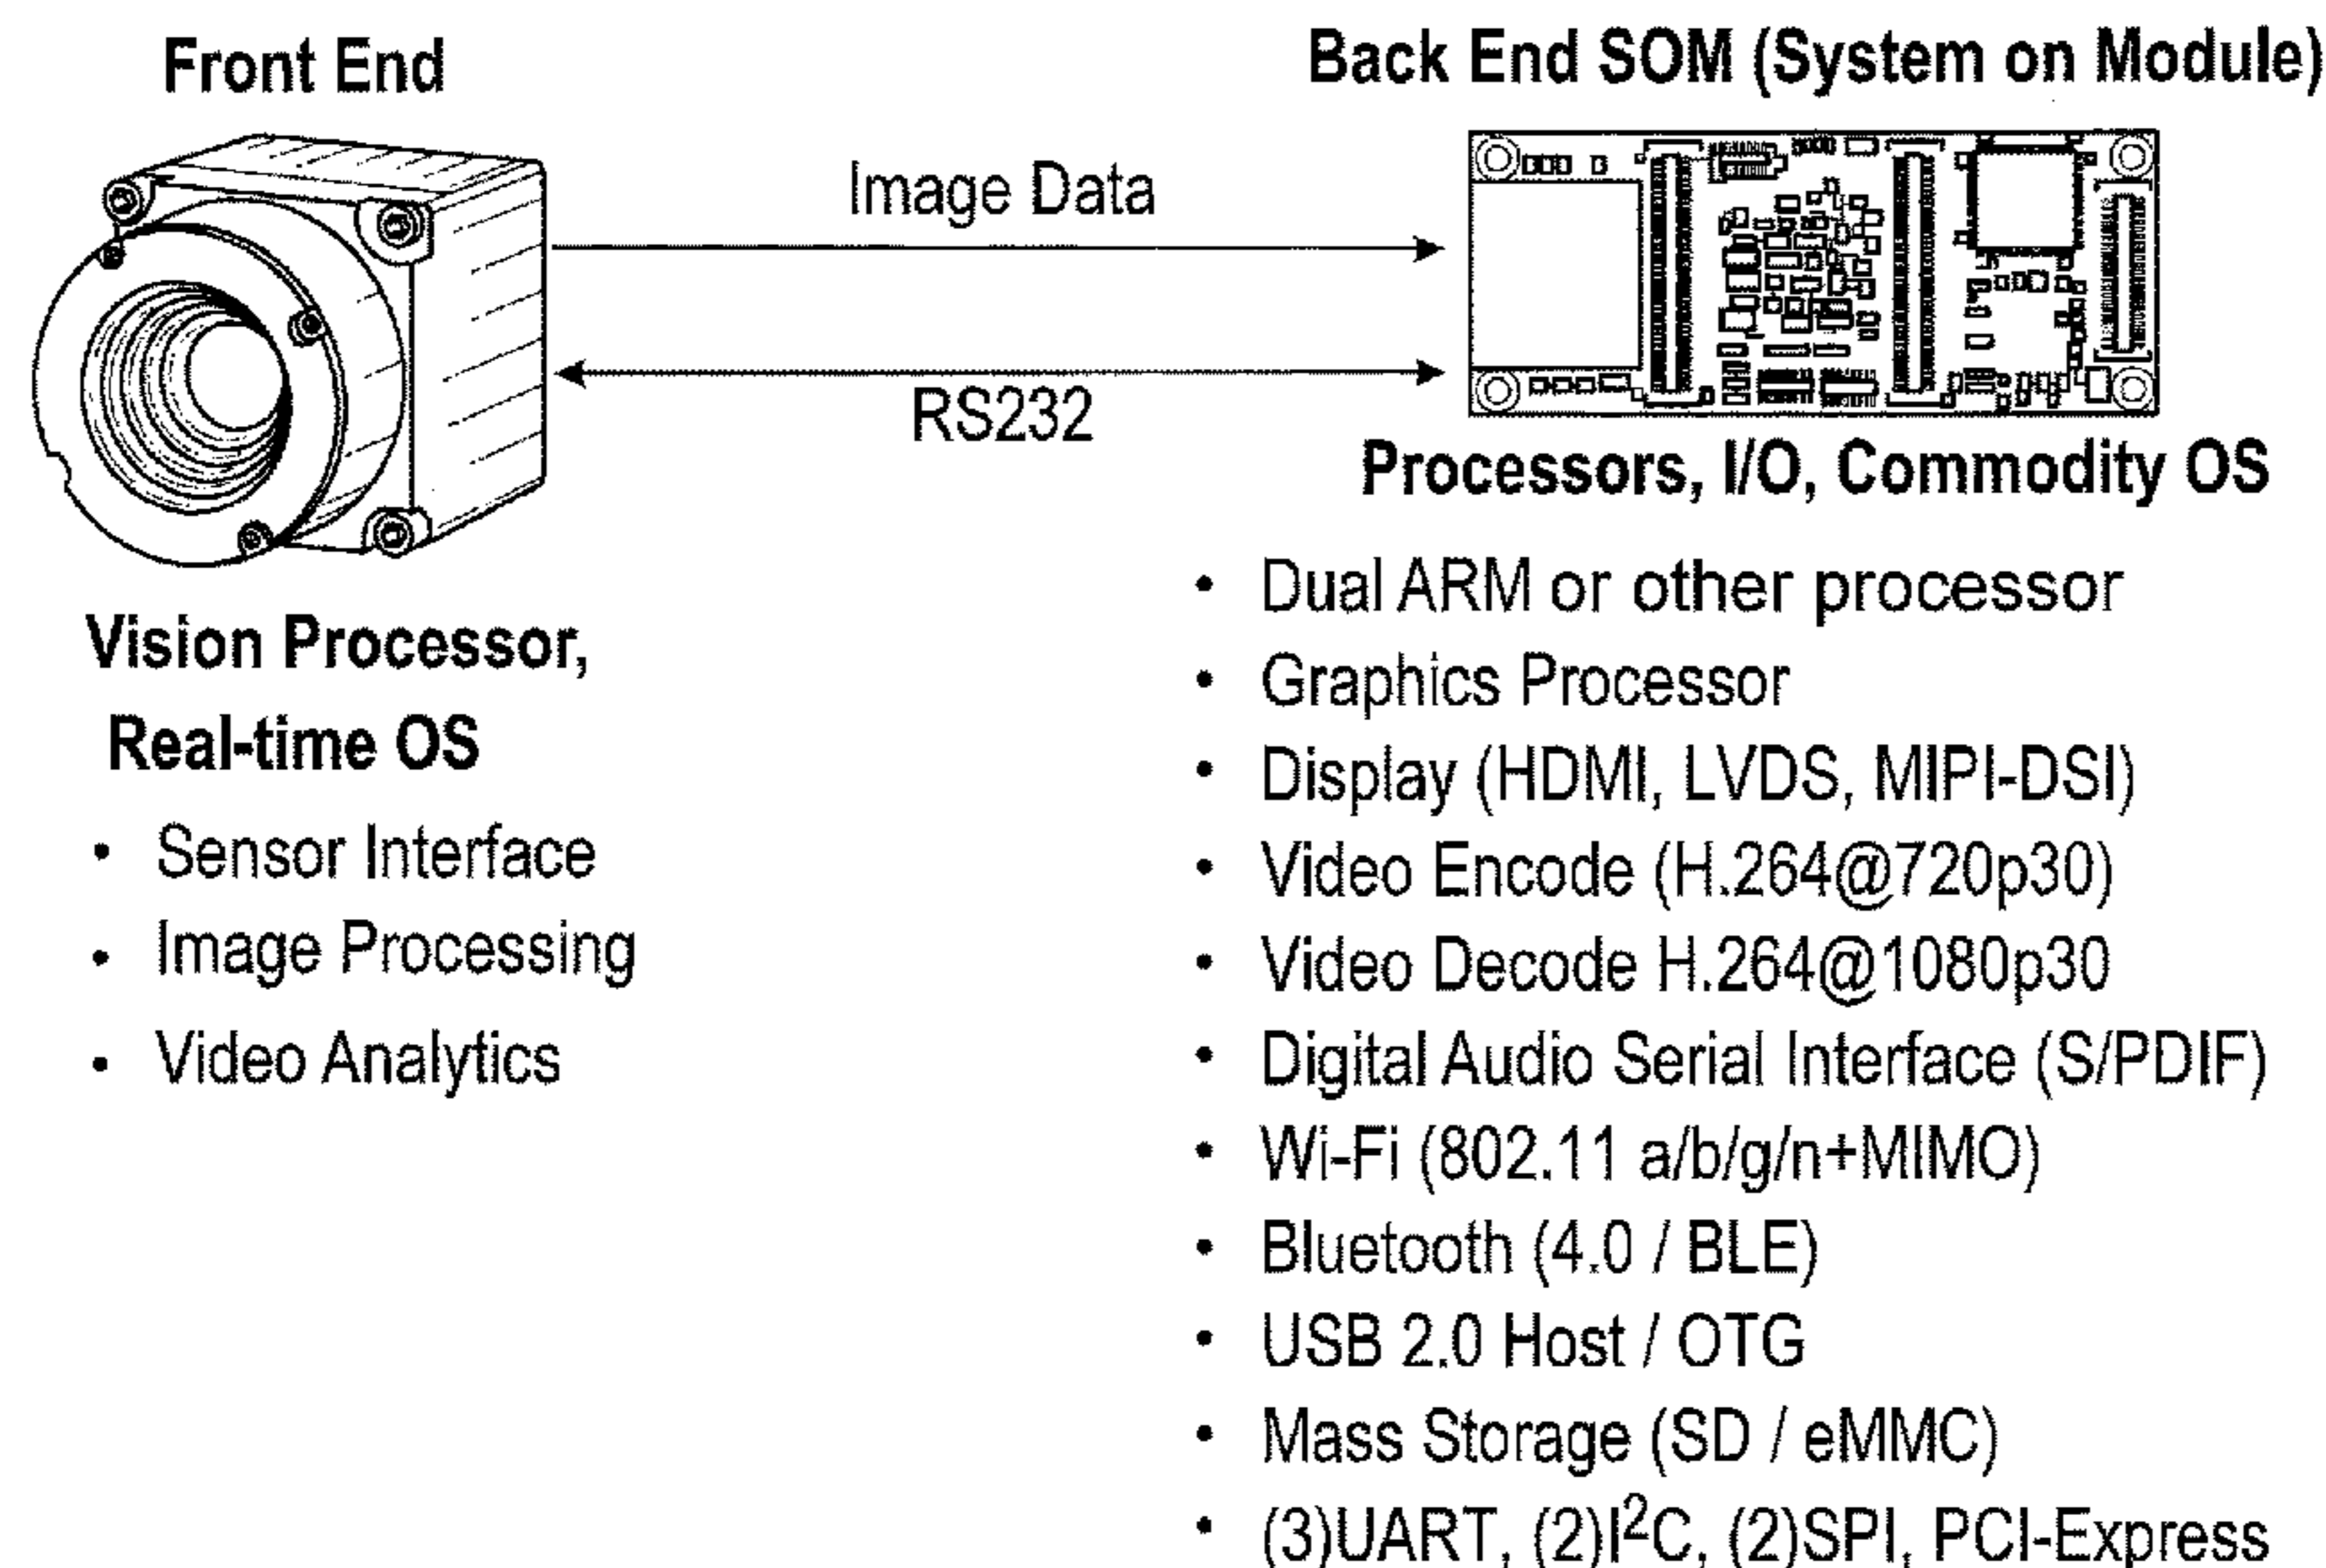 Front End
Back End SOM (System on Module)
Image Data
RS232
Vision Processor,
Real-time OS
• Sensor Interface
• Image Processing
• Video Analytics
Processors, I/O, Commodity OS
• Dual ARM or other processor
• Graphics Processor
• Display (HDMI, LVDS, MIPI-DSI)
• Video Encode (H.264@720p30)
• Video Decode H.264@1080p30
• Digital Audio Serial Interface (S/PDIF)
• Wi-Fi (802.11 a/b/g/n+MIMO)
• Bluetooth (4.0 / BLE)
• USB 2.0 Host / OTG
• Mass Storage (SD / eMMC)
• (3)UART, (2)I²C, (2)SPI, PCI-Express